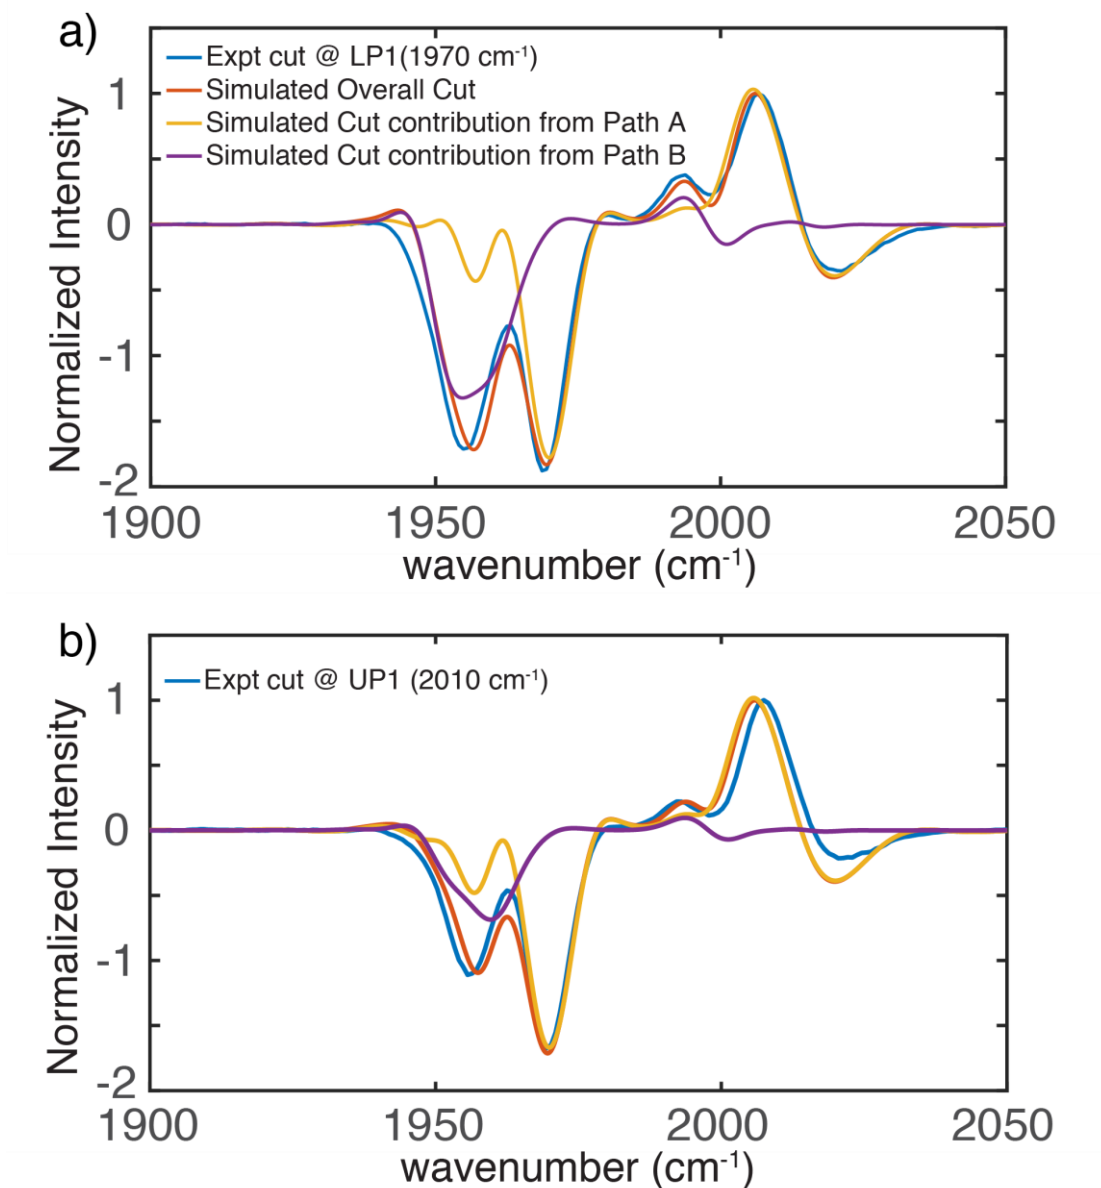 a)
Expt cut @ LP1(1970 cm-1)
Simulated Overall Cut
Simulated Cut contribution from Path A
Simulated Cut contribution from Path B
Normalized Intensity
1
0
-1
-2
1900 1950 2000 2050
wavenumber (cm-1)
b)
Expt cut @ UP1 (2010 cm-1)
Normalized Intensity
1
0
-1
-2
1900 1950 2000 2050
wavenumber (cm-1)